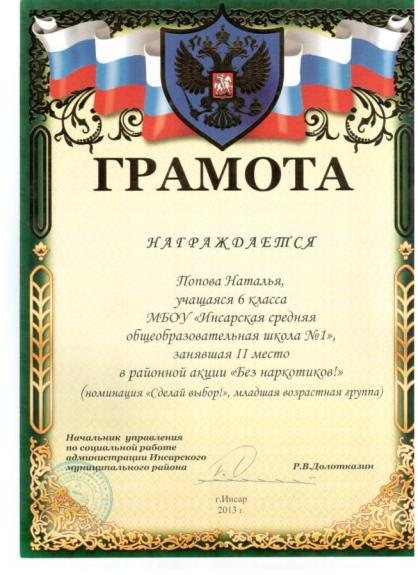 ГРАМОТА
НАГРАЖДАЕТСЯ
Попова Наталья,
учащаяся 6 класса
МБОУ «Инсарская средняя
общеобразовательная школа №1»,
занявшая II место
в районной акции «Без наркотиков!»
(номинация «Сделай выбор!», младшая возрастная группа)
Начальник управления
по социальной работе
администрации Инсарского
муниципального района
Р.В.Долотказин
г.Инсар
2013 г.